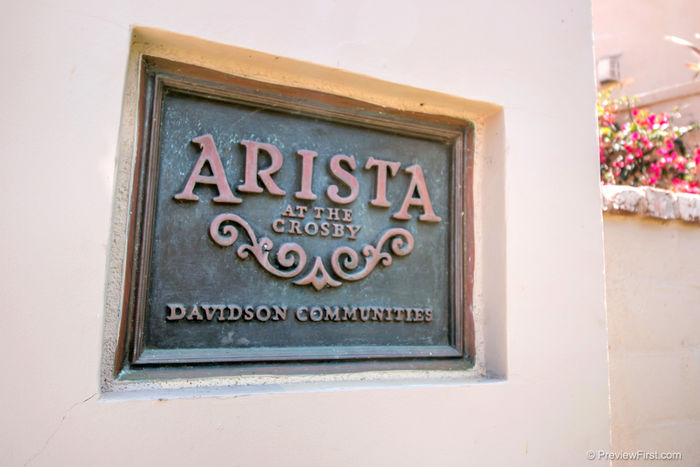 ARISTA
AT THE
CROSBY
DAVIDSON COMMUNITIES
© PreviewFirst.com